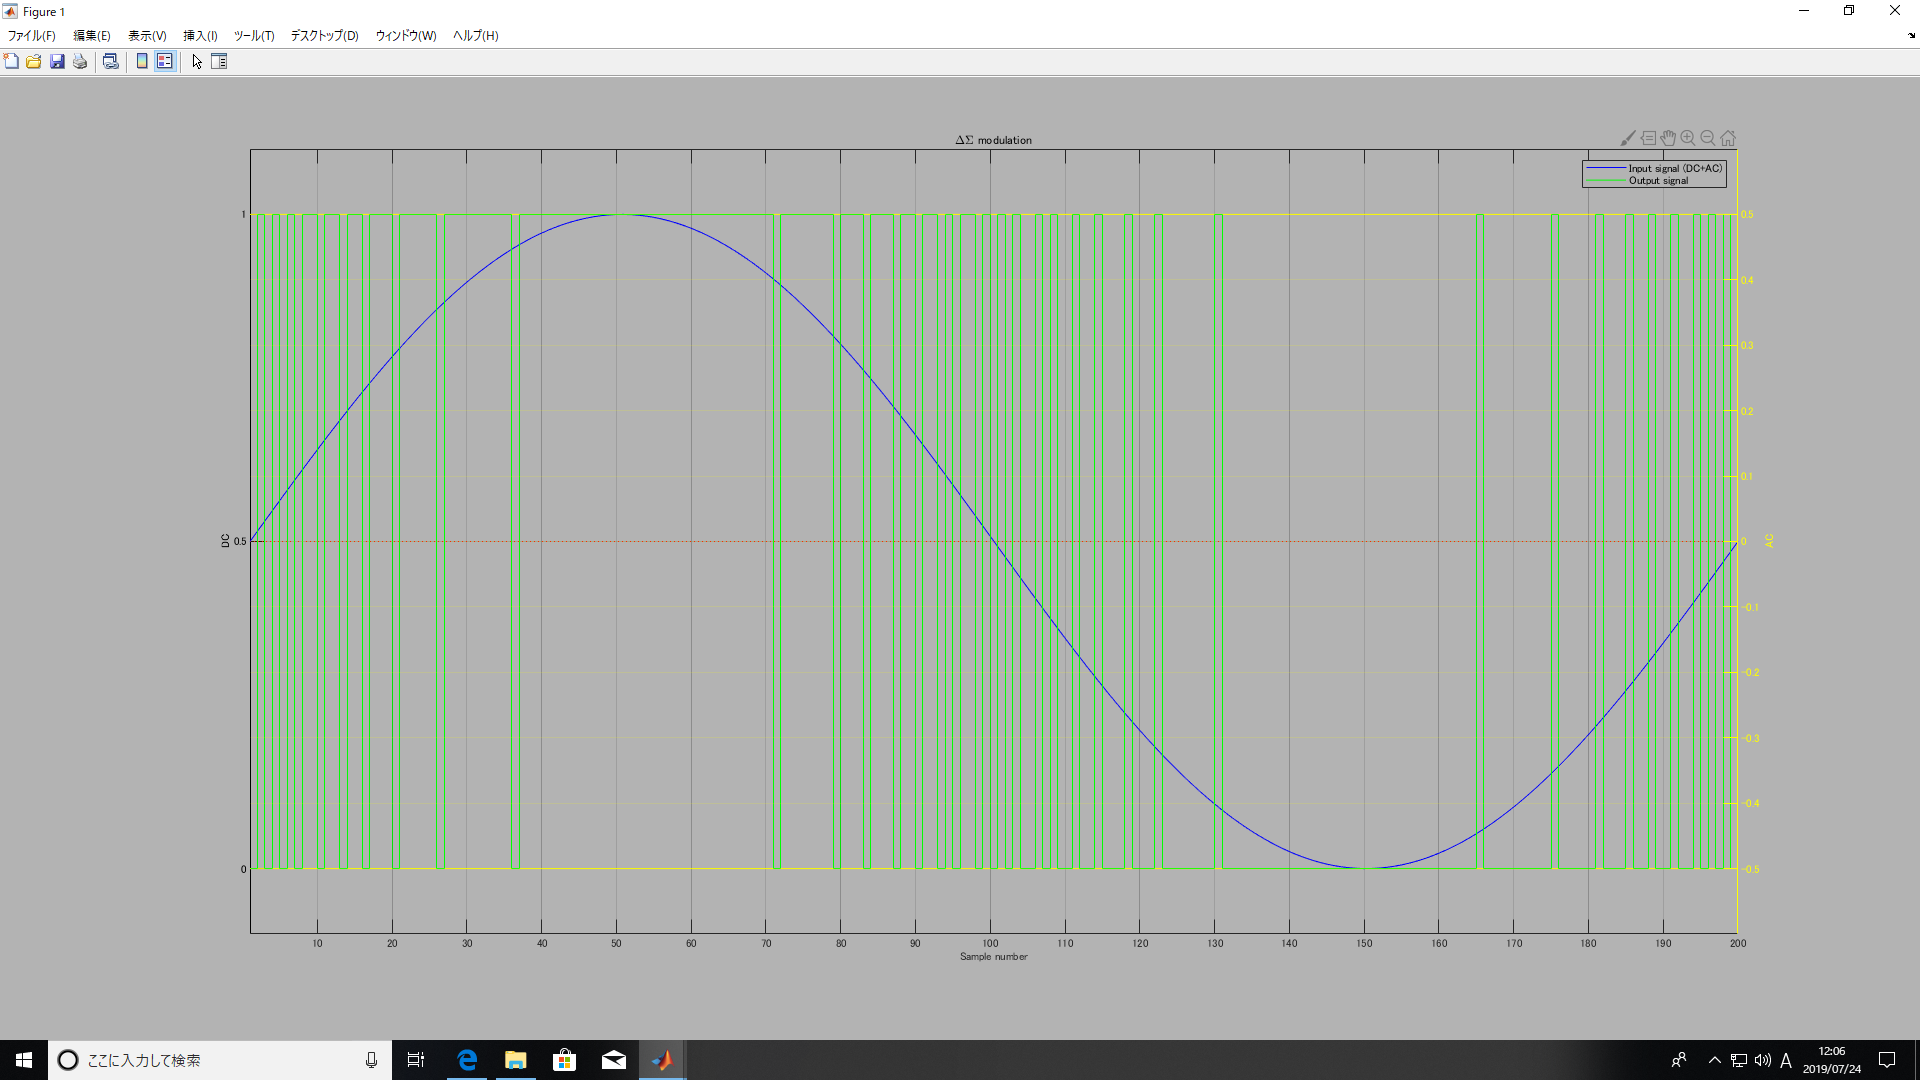 Figure 1
ファイル(F) 編集(E) 表示(V) 挿入(I) ツール(T) デスクトップ(D) ウィンドウ(W) ヘルプ(H)
ΔΣ modulation
Input signal (DC+AC)
Output signal
1
0.5
0
DC
0.5
0.4
0.3
0.2
0.1
0
-0.1
-0.2
-0.3
-0.4
-0.5
AC
10 20 30 40 50 60 70 80 90 100 110 120 130 140 150 160 170 180 190 200
Sample number
ここに入力して検索
A
12:06
2019/07/24